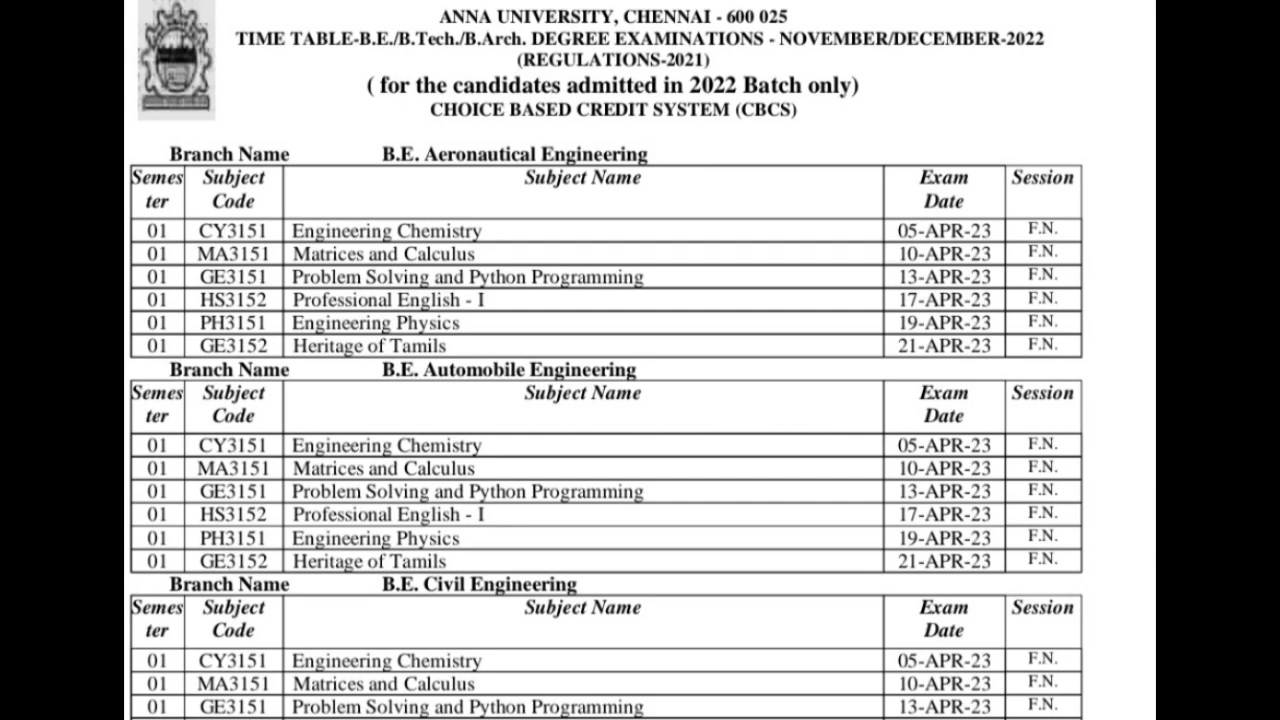 ANNA UNIVERSITY, CHENNAI - 600 025
TIME TABLE-B.E./B.Tech./B.Arch. DEGREE EXAMINATIONS - NOVEMBER/DECEMBER-2022
(REGULATIONS-2021)
( for the candidates admitted in 2022 Batch only)
CHOICE BASED CREDIT SYSTEM (CBCS)
Branch Name B.E. Aeronautical Engineering
Semes Subject Subject Name Exam Session
ter Code Date
01 CY3151 Engineering Chemistry 05-APR-23 F.N.
01 MA3151 Matrices and Calculus 10-APR-23 F.N.
01 GE3151 Problem Solving and Python Programming 13-APR-23 F.N.
01 HS3152 Professional English - I 17-APR-23 F.N.
01 PH3151 Engineering Physics 19-APR-23 F.N.
01 GE3152 Heritage of Tamils 21-APR-23 F.N.
Branch Name B.E. Automobile Engineering
Semes Subject Subject Name Exam Session
ter Code Date
01 CY3151 Engineering Chemistry 05-APR-23 F.N.
01 MA3151 Matrices and Calculus 10-APR-23 F.N.
01 GE3151 Problem Solving and Python Programming 13-APR-23 F.N.
01 HS3152 Professional English - I 17-APR-23 F.N.
01 PH3151 Engineering Physics 19-APR-23 F.N.
01 GE3152 Heritage of Tamils 21-APR-23 F.N.
Branch Name B.E. Civil Engineering
Semes Subject Subject Name Exam Session
ter Code Date
01 CY3151 Engineering Chemistry 05-APR-23 F.N.
01 MA3151 Matrices and Calculus 10-APR-23 F.N.
01 GE3151 Problem Solving and Python Programming 13-APR-23 F.N.